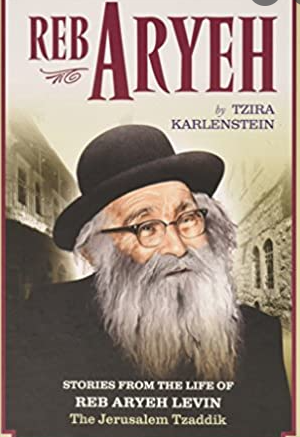 REB
ARYEH
by TZIRA
KARLENSTEIN
STORIES FROM THE LIFE OF
REB ARYEH LEVIN
The Jerusalem Tzaddik